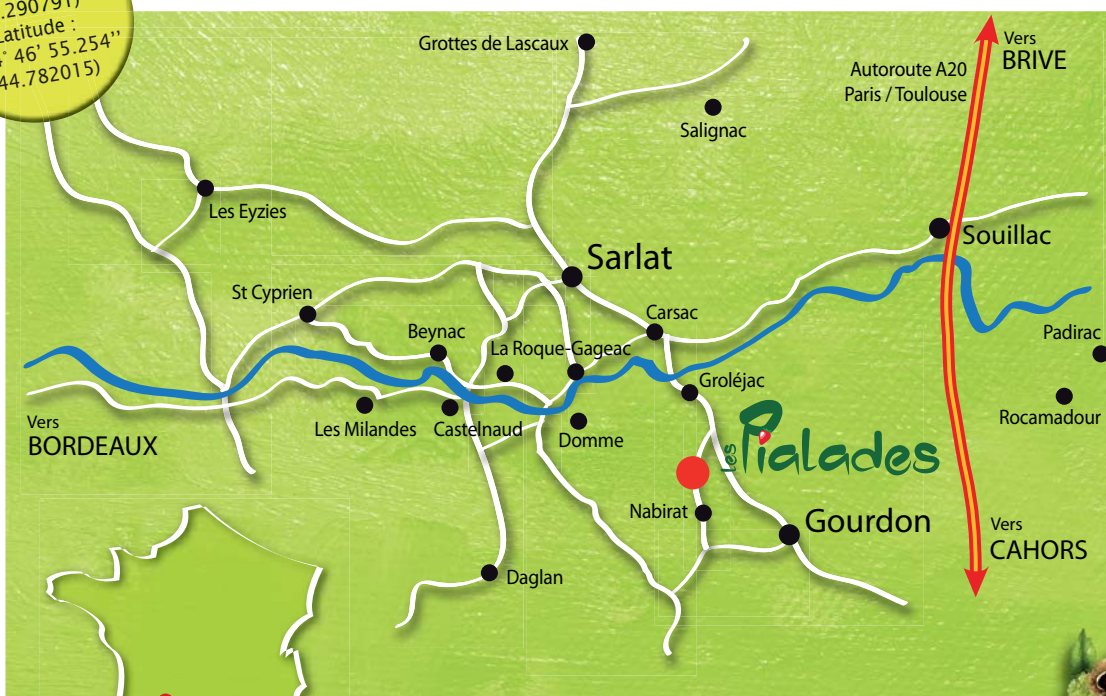 .290791)
Latitude :
46' 55.254''
44.782015)
Grottes de Lascaux
Autoroute A20
Paris / Toulouse
Vers
BRIVE
Salignac
Les Eyzies
Souillac
Sarlat
St Cyprien
Carsac
Beynac
La Roque-Gageac
Padirac
Groléjac
Rocamadour
Vers
BORDEAUX
Les Milandes
Castelnaud
Domme
Les Pialades
Nabirat
Gourdon
Vers
CAHORS
Daglan